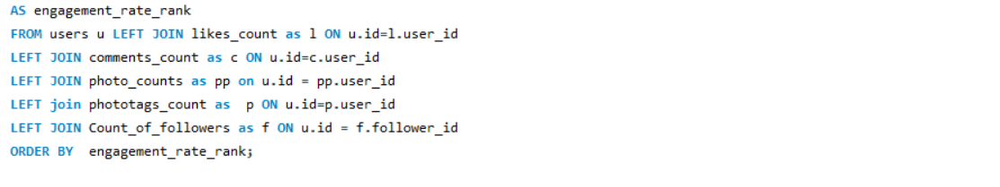 AS engagement_rate_rank
FROM users u LEFT JOIN likes_count as l ON u.id=l.user_id
LEFT JOIN comments_count as c ON u.id=c.user_id
LEFT JOIN photo_counts as pp on u.id = pp.user_id
LEFT join phototags_count as  p ON u.id=p.user_id
LEFT JOIN Count_of_followers as f ON u.id = f.follower_id
ORDER BY  engagement_rate_rank;